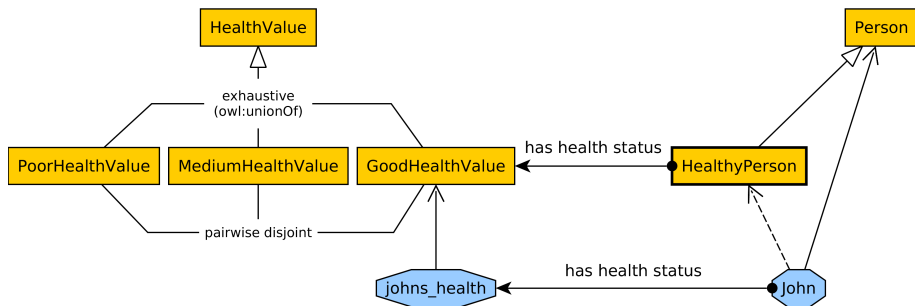 HealthValue
Person
exhaustive
(owl:unionOf)
has health status
PoorHealthValue
MediumHealthValue
GoodHealthValue
HealthyPerson
pairwise disjoint
has health status
johns_health
John